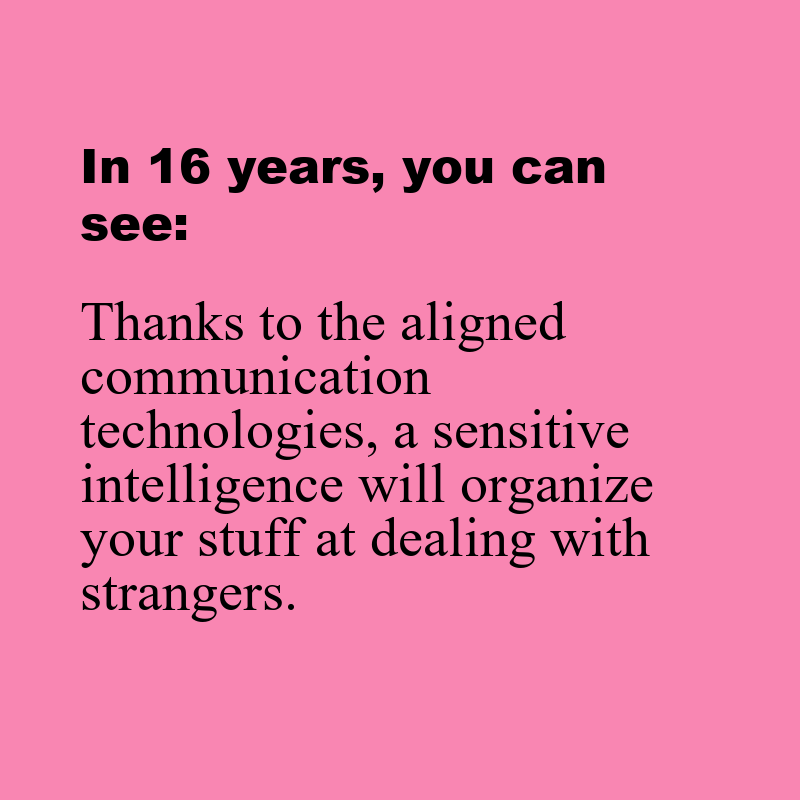 In 16 years, you can
see:
Thanks to the aligned
communication
technologies, a sensitive
intelligence will organize
your stuff at dealing with
strangers.